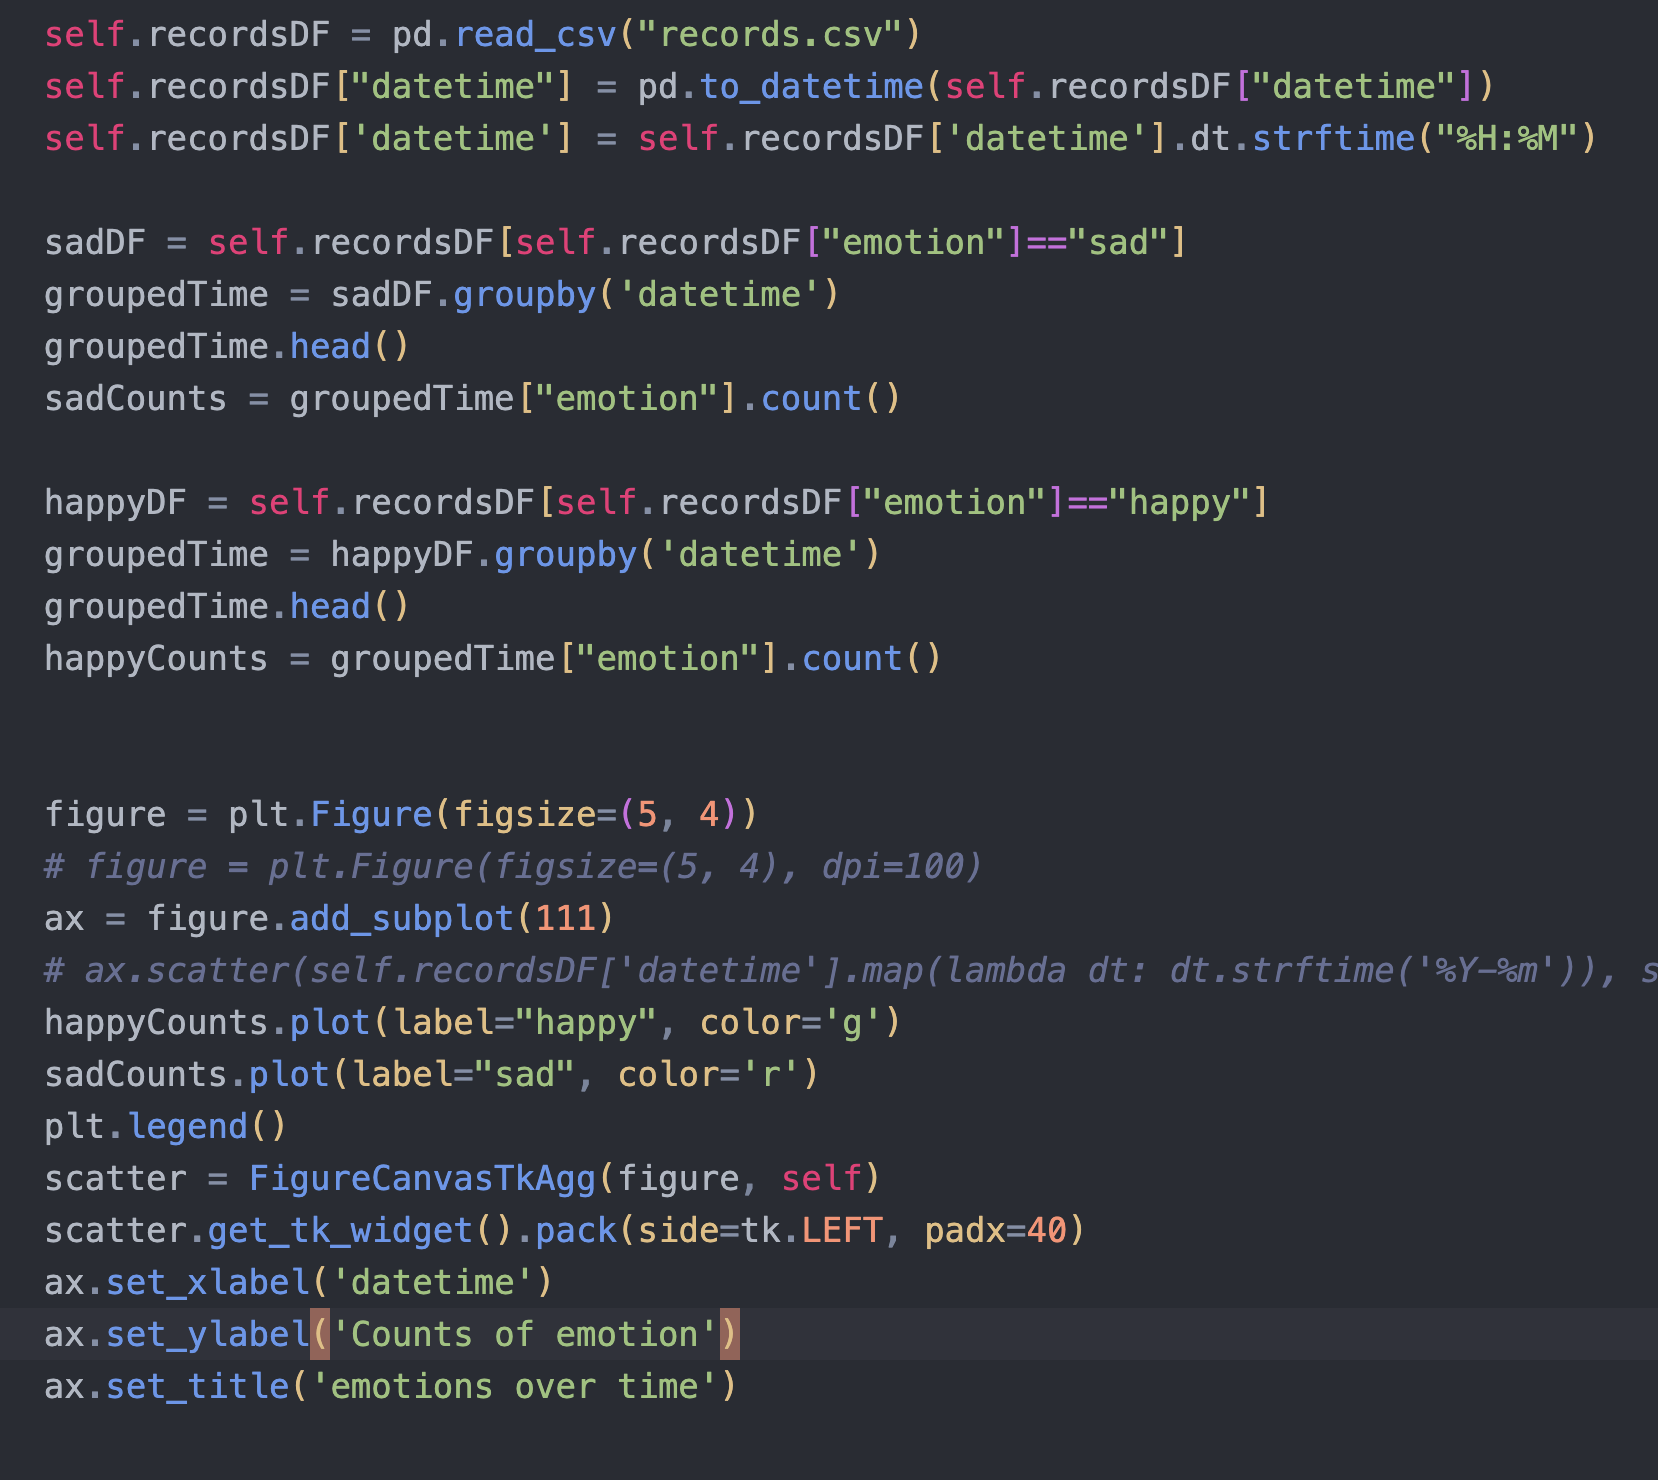 self.recordsDF = pd.read_csv("records.csv")
self.recordsDF["datetime"] = pd.to_datetime(self.recordsDF["datetime"])
self.recordsDF['datetime'] = self.recordsDF['datetime'].dt.strftime("%H:%M")
sadDF = self.recordsDF[self.recordsDF["emotion"]=="sad"]
groupedTime = sadDF.groupby('datetime')
groupedTime.head()
sadCounts = groupedTime["emotion"].count()
happyDF = self.recordsDF[self.recordsDF["emotion"]=="happy"]
groupedTime = happyDF.groupby('datetime')
groupedTime.head()
happyCounts = groupedTime["emotion"].count()
figure = plt.Figure(figsize=(5, 4))
# figure = plt.Figure(figsize=(5, 4), dpi=100)
ax = figure.add_subplot(111)
# ax.scatter(self.recordsDF['datetime'].map(lambda dt: dt.strftime('%Y-%m')), s
happyCounts.plot(label="happy", color='g')
sadCounts.plot(label="sad", color='r')
plt.legend()
scatter = FigureCanvasTkAgg(figure, self)
scatter.get_tk_widget().pack(side=tk.LEFT, padx=40)
ax.set_xlabel('datetime')
ax.set_ylabel('Counts of emotion')
ax.set_title('emotions over time')